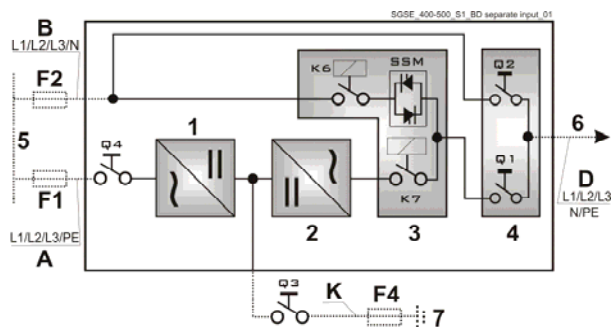 SGSE_400-500_S1_BD separate input_01
B
L1/L2/L3/N
F2
K6
SSM
Q2
5
Q4
1
6
F1
K7
Q1
D
L1/L2/L3
N/PE
L1/L2/L3/PE
A
2
3
4
Q3
K
F4
7